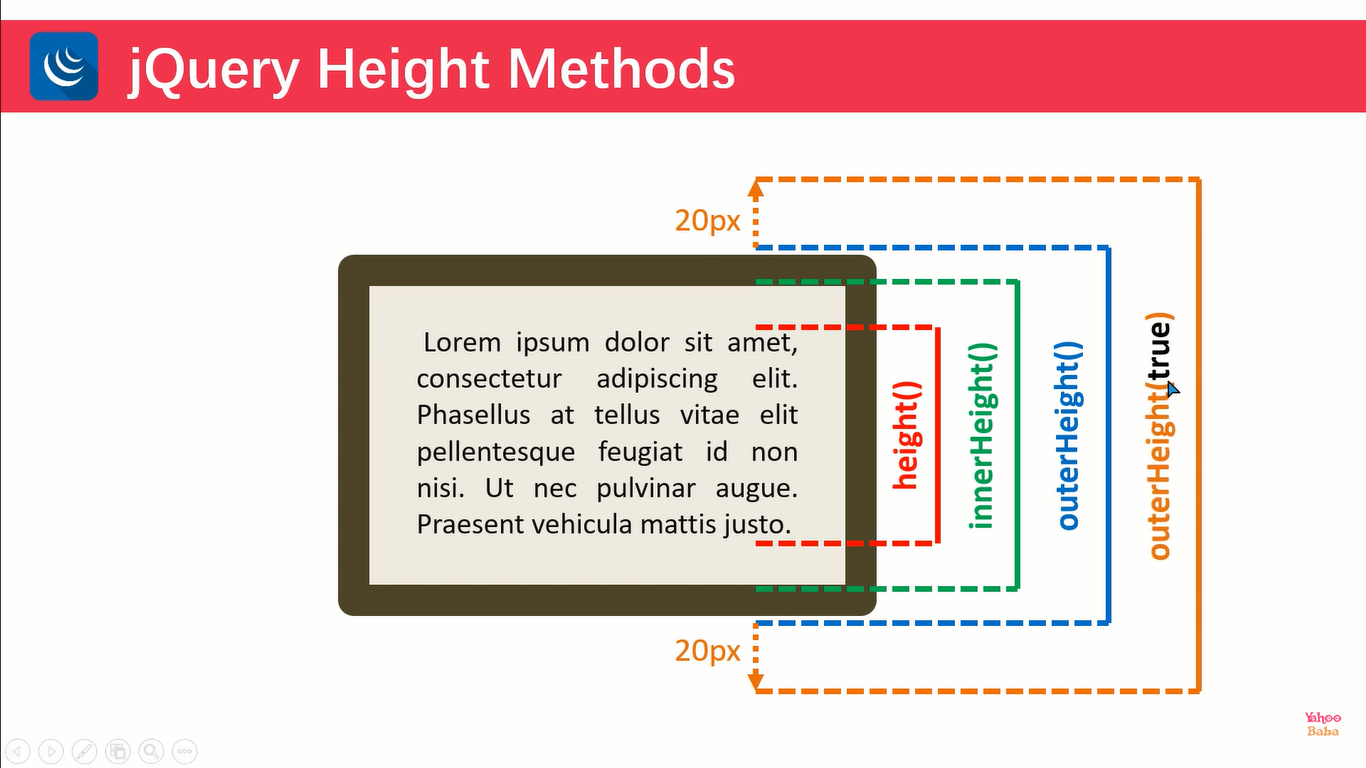 jQuery Height Methods
20px
Lorem ipsum dolor sit amet,
consectetur adipiscing elit.
Phasellus at tellus vitae elit
pellentesque feugiat id non
nisi. Ut nec pulvinar augue.
Praesent vehicula mattis justo.
height()
innerHeight()
outerHeight()
outerHeight(true)
20px
Yahoo
Baba